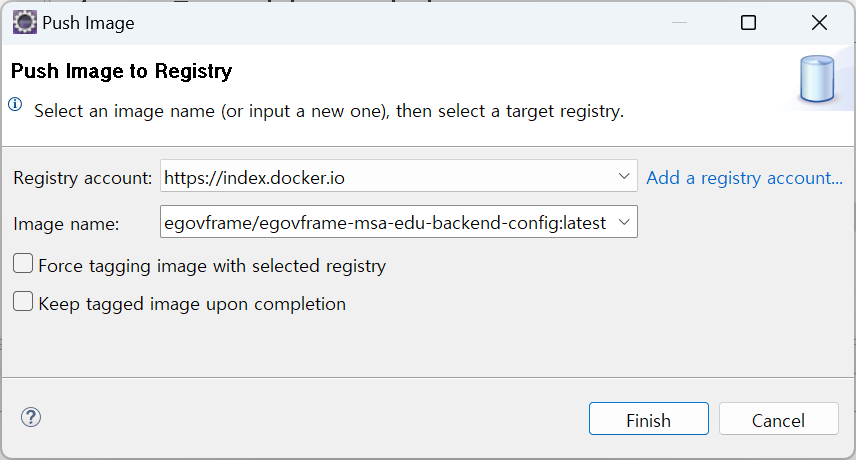 Push Image
Push Image to Registry
Select an image name (or input a new one), then select a target registry.
Registry account: https://index.docker.io Add a registry account...
Image name: egovframe/egovframe-msa-edu-backend-config:latest
Force tagging image with selected registry
Keep tagged image upon completion
Finish Cancel